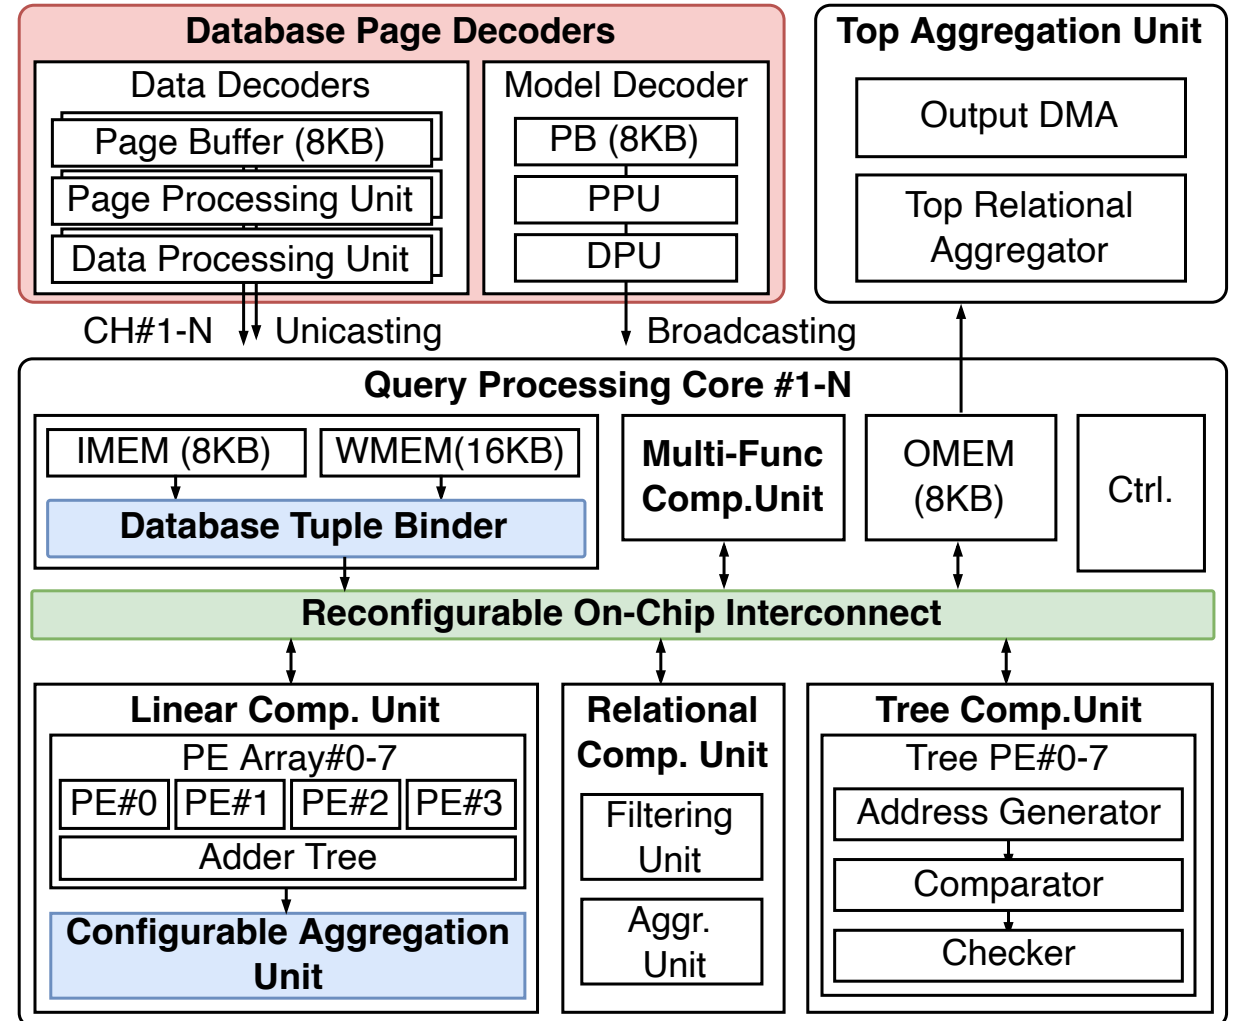 Database Page Decoders
Data Decoders
Page Buffer (8KB)
Page Processing Unit
Data Processing Unit
Model Decoder
PB (8KB)
PPU
DPU
Top Aggregation Unit
Output DMA
Top Relational
Aggregator
CH#1-N
Unicasting
Broadcasting
Query Processing Core #1-N
IMEM (8KB)
WMEM(16KB)
Database Tuple Binder
Multi-Func
Comp.Unit
OMEM
(8KB)
Ctrl.
Reconfigurable On-Chip Interconnect
Linear Comp. Unit
PE Array#0-7
PE#0
PE#1
PE#2
PE#3
Adder Tree
Configurable Aggregation
Unit
Relational
Comp. Unit
Filtering
Unit
Aggr.
Unit
Tree Comp.Unit
Tree PE#0-7
Address Generator
Comparator
Checker